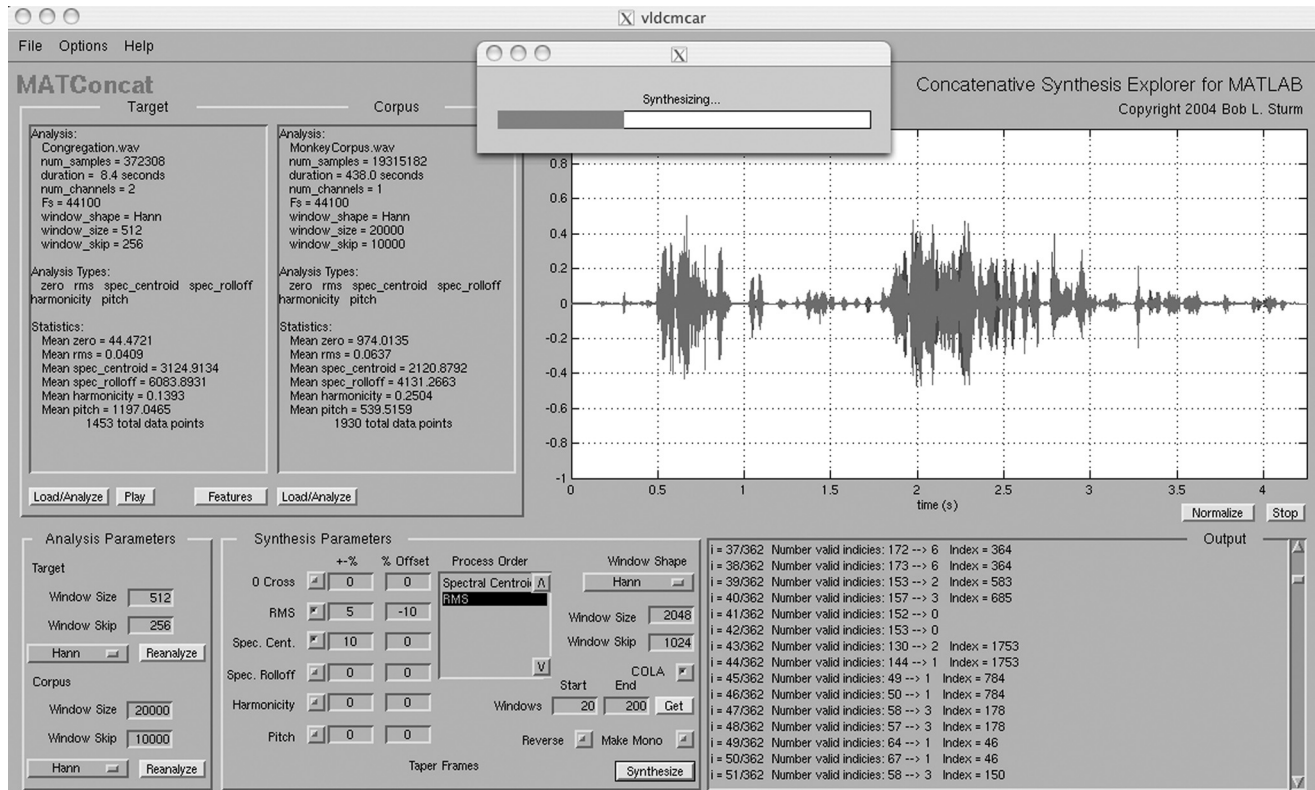 vldcmcar
File Options Help
MATConcat
Concatenative Synthesis Explorer for MATLAB
Copyright 2004 Bob L. Sturm
Synthesizing...
Target
Analysis:
Congregation.wav
num_samples = 372308
duration = 8.4 seconds
num_channels = 2
Fs = 44100
window_shape = Hann
window_size = 512
window_skip = 256
Analysis Types:
zero rms spec_centroid spec_rolloff
harmonicity pitch
Statistics:
Mean zero = 44.4721
Mean rms = 0.0409
Mean spec_centroid = 3124.9134
Mean spec_rolloff = 6083.8931
Mean harmonicity = 0.1393
Mean pitch = 1197.0465
1453 total data points
Corpus
Analysis:
MonkeyCorpus.wav
num_samples = 19315182
duration = 438.0 seconds
num_channels = 1
Fs = 44100
window_shape = Hann
window_size = 20000
window_skip = 10000
Analysis Types:
zero rms spec_centroid spec_rolloff
harmonicity pitch
Statistics:
Mean zero = 974.0135
Mean rms = 0.0637
Mean spec_centroid = 2120.8792
Mean spec_rolloff = 4131.2663
Mean harmonicity = 0.2504
Mean pitch = 539.5159
1930 total data points
Load/Analyze Play Features Load/Analyze
0.8
0.6
0.4
0.2
0
-0.2
-0.4
-0.6
-0.8
-1
0 0.5 1 1.5 2 2.5 3 3.5 4
time (s)
Normalize Stop
Analysis Parameters
Target
Window Size 512
Window Skip 256
Hann Reanalyze
Corpus
Window Size 20000
Window Skip 10000
Hann Reanalyze
Synthesis Parameters
+-% % Offset
0 Cross 0 0
RMS 5 -10
Spec. Cent. 10 0
Spec. Rolloff 0 0
Harmonicity 0 0
Pitch 0 0
Taper Frames
Process Order
Spectral Centroi
RMS
Window Shape
Hann
Window Size 2048
Window Skip 1024
COLA
Start End
Windows 20 200 Get
Reverse Make Mono
Synthesize
Output
i = 37/362 Number valid indicies: 172 --> 6 Index = 364
i = 38/362 Number valid indicies: 173 --> 6 Index = 364
i = 39/362 Number valid indicies: 153 --> 2 Index = 583
i = 40/362 Number valid indicies: 157 --> 3 Index = 685
i = 41/362 Number valid indicies: 152 --> 0
i = 42/362 Number valid indicies: 153 --> 0
i = 43/362 Number valid indicies: 130 --> 2 Index = 1753
i = 44/362 Number valid indicies: 144 --> 1 Index = 1753
i = 45/362 Number valid indicies: 49 --> 1 Index = 784
i = 46/362 Number valid indicies: 50 --> 1 Index = 784
i = 47/362 Number valid indicies: 58 --> 3 Index = 178
i = 48/362 Number valid indicies: 57 --> 3 Index = 178
i = 49/362 Number valid indicies: 64 --> 1 Index = 46
i = 50/362 Number valid indicies: 67 --> 1 Index = 46
i = 51/362 Number valid indicies: 58 --> 3 Index = 150